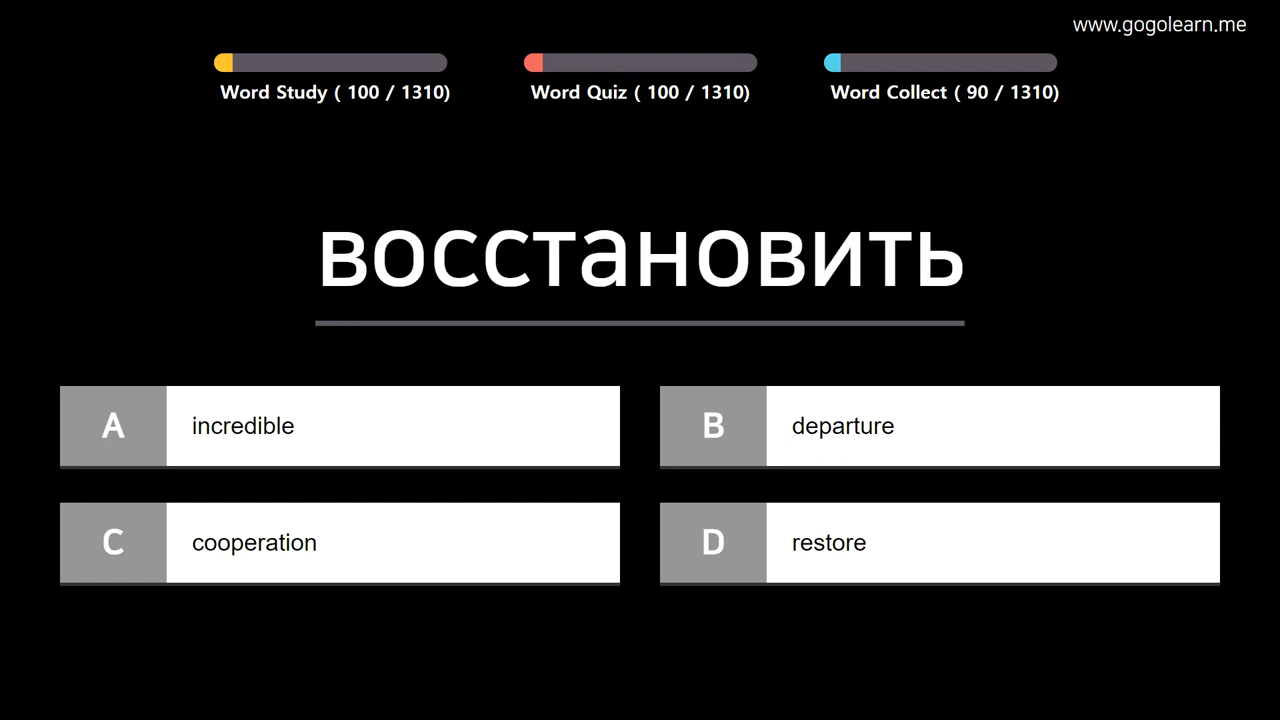 www.gogolearn.me
Word Study ( 100 / 1310)
Word Quiz ( 100 / 1310)
Word Collect ( 90 / 1310)
восстановить
A incredible
B departure
C cooperation
D restore